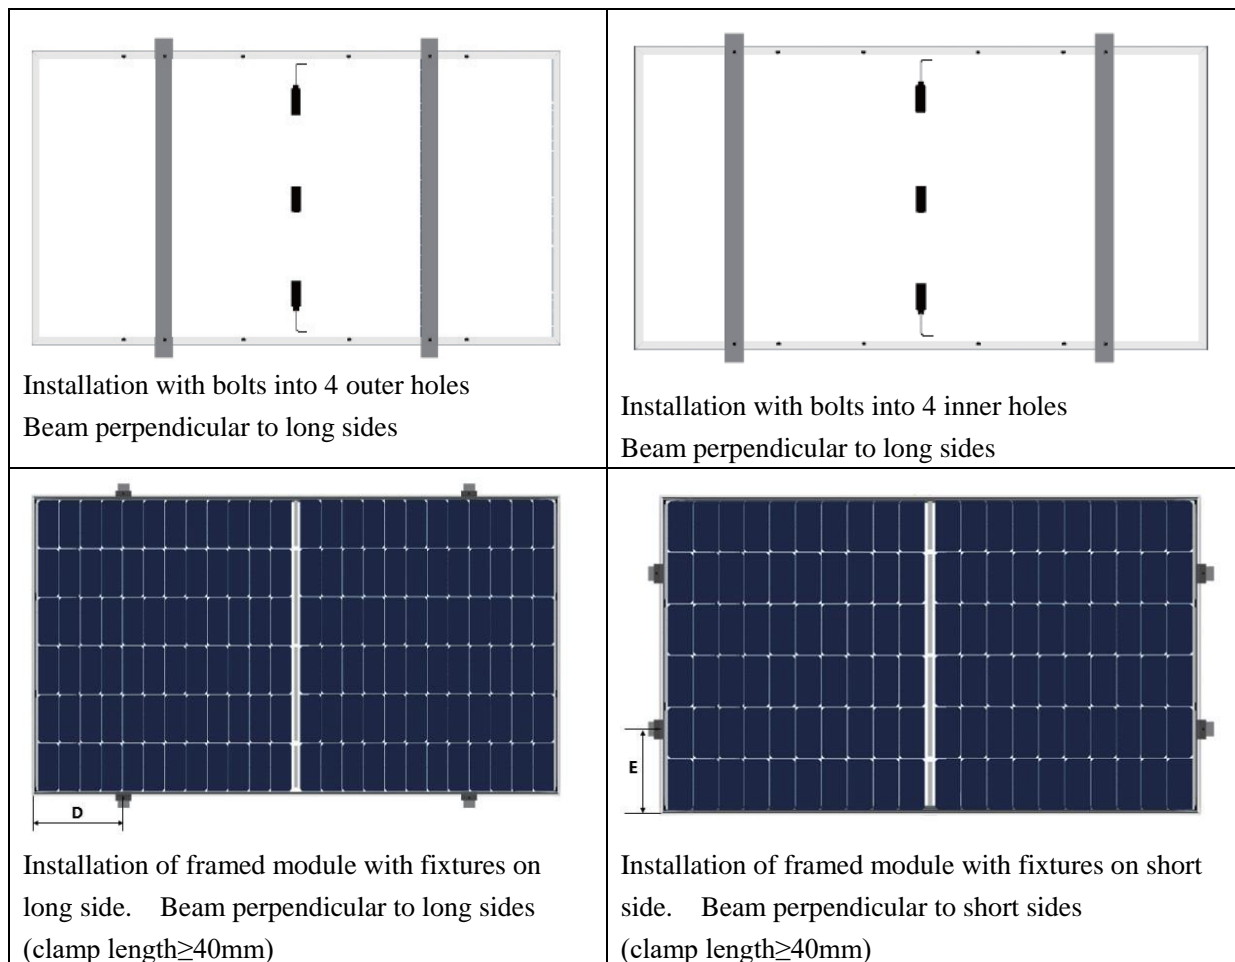 Installation with bolts into 4 outer holes
Beam perpendicular to long sides
Installation with bolts into 4 inner holes
Beam perpendicular to long sides
D
Installation of framed module with fixtures on
long side.    Beam perpendicular to long sides
(clamp length≥40mm)
E
Installation of framed module with fixtures on short
side.    Beam perpendicular to short sides
(clamp length≥40mm)